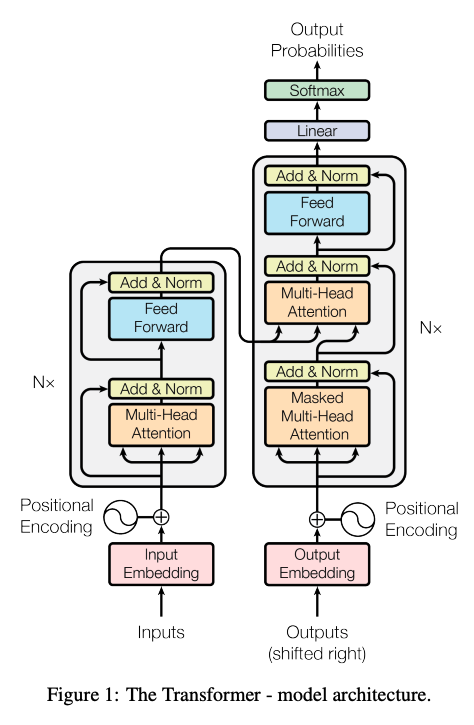 Output
Probabilities
Softmax
Linear
Add & Norm
Feed
Forward
Add & Norm
Multi-Head
Attention
Add & Norm
Masked
Multi-Head
Attention
N×
Add & Norm
Feed
Forward
Add & Norm
Multi-Head
Attention
N×
Positional
Encoding
Positional
Encoding
Input
Embedding
Output
Embedding
Inputs
Outputs
(shifted right)
Figure 1: The Transformer - model architecture.